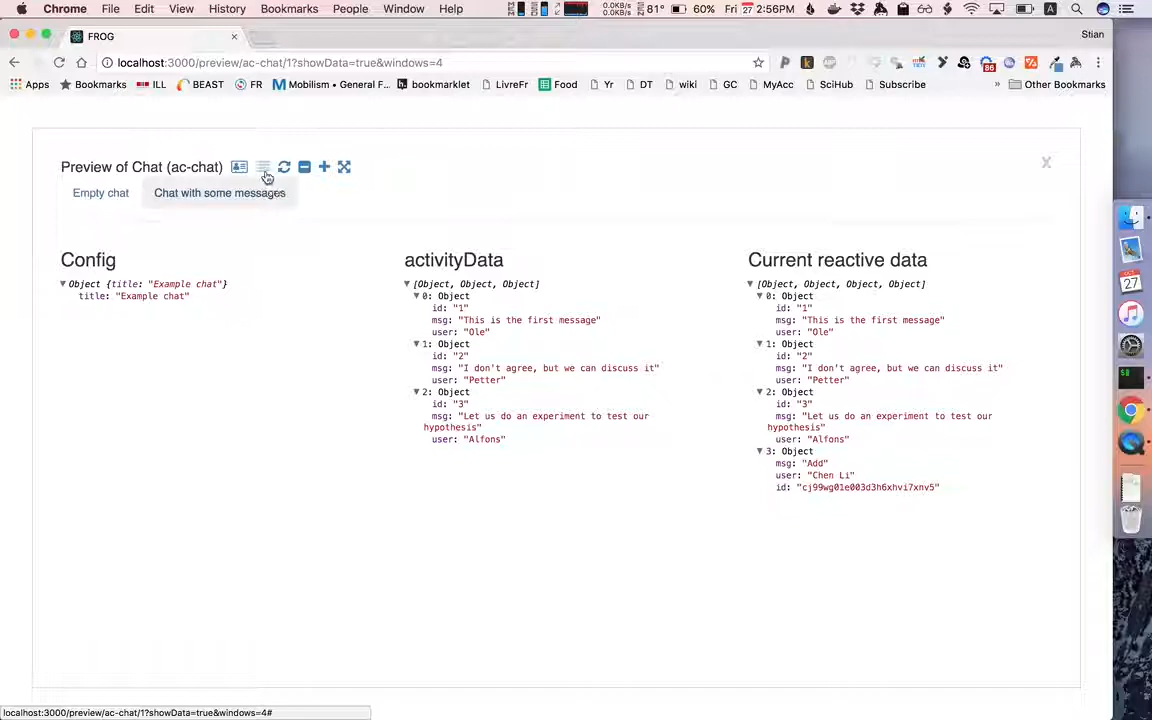 Chrome File Edit View History Bookmarks People Window Help 0.0KB/s 0.0KB/s 81° 60% Fri 27 2:56PM A
FROG × Stian
localhost:3000/preview/ac-chat/1?showData=true&windows=4
Apps Bookmarks ILL BEAST FR Mobilism - General F... bookmarklet LivreFr Food Yr DT wiki GC MyAcc SciHub Subscribe » Other Bookmarks
Preview of Chat (ac-chat) X
Empty chat Chat with some messages
Config
▼Object {title: "Example chat"}
title: "Example chat"
activityData
▼[Object, Object, Object]
▼0: Object
id: "1"
msg: "This is the first message"
user: "Ole"
▼1: Object
id: "2"
msg: "I don't agree, but we can discuss it"
user: "Petter"
▼2: Object
id: "3"
msg: "Let us do an experiment to test our
hypothesis"
user: "Alfons"
Current reactive data
▼[Object, Object, Object, Object]
▼0: Object
id: "1"
msg: "This is the first message"
user: "Ole"
▼1: Object
id: "2"
msg: "I don't agree, but we can discuss it"
user: "Petter"
▼2: Object
id: "3"
msg: "Let us do an experiment to test our
hypothesis"
user: "Alfons"
▼3: Object
msg: "Add"
user: "Chen Li"
id: "cj99wg01e003d3h6xhvi7xnv5"
27
localhost:3000/preview/ac-chat/1?showData=true&windows=4#